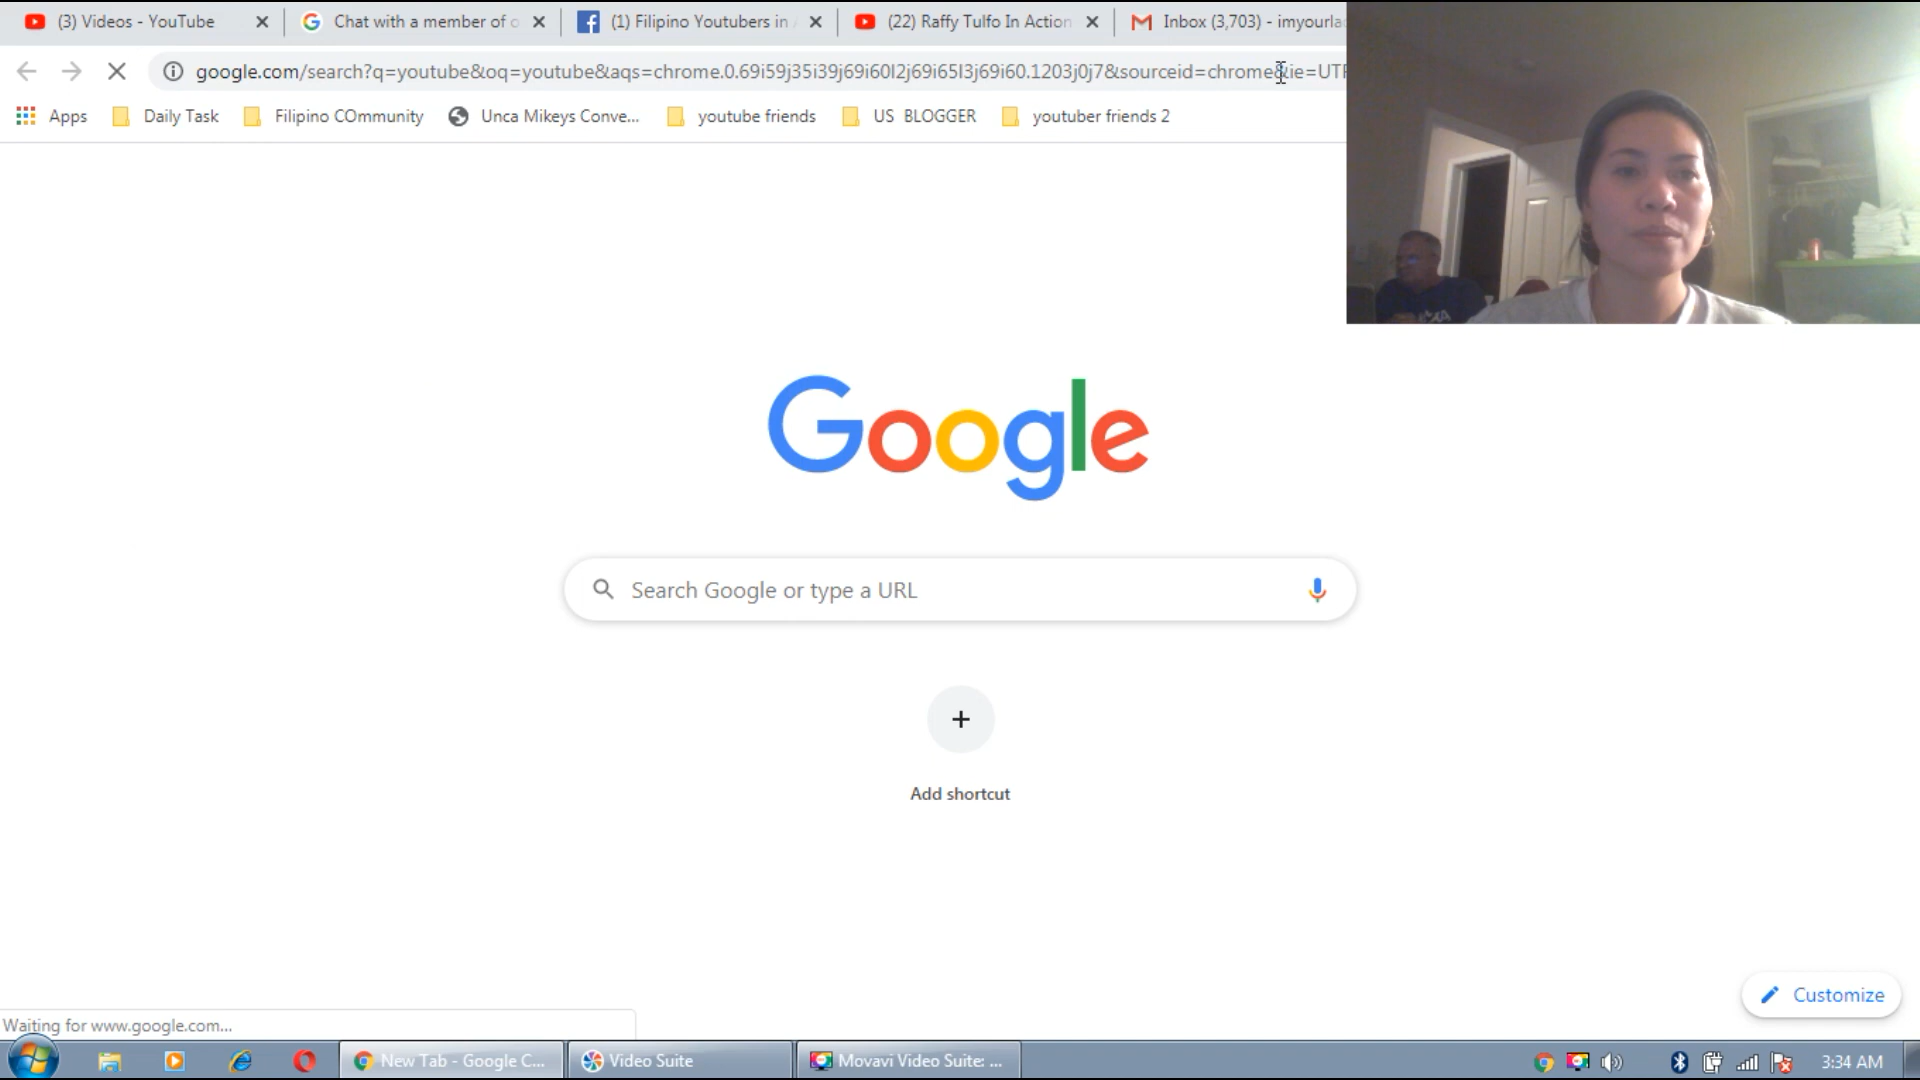 (3) Videos - YouTube
Chat with a member of o
(1) Filipino Youtubers in A
(22) Raffy Tulfo In Action
Inbox (3,703) - imyourla
google.com/search?q=youtube&oq=youtube&aqs=chrome.0.69i59j35i39j69i60l2j69i65l3j69i60.1203j0j7&sourceid=chrome&ie=UTF
Apps
Daily Task
Filipino COmmunity
Unca Mikeys Conve...
youtube friends
US BLOGGER
youtuber friends 2
Google
Search Google or type a URL
Add shortcut
Customize
Waiting for www.google.com...
New Tab - Google C...
Video Suite
Movavi Video Suite: ...
3:34 AM